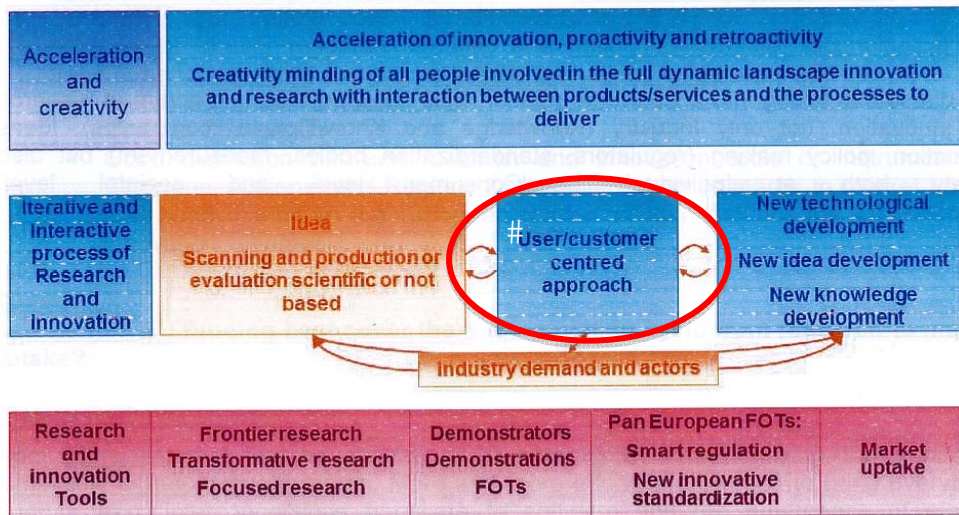 Acceleration
and
creativity
Acceleration of innovation, proactivity and retroactivity
Creativity minding of all people involved in the full dynamic landscape innovation
and research with interaction between products/services and the processes to
deliver
Iterative and
Interactive
process of
Research
and
Innovation
Idea
Scanning and production or
evaluation scientific or not
based
#
User/customer
centred
approach
New technological
development
New idea development
New knowledge
development
Industry demand and actors
Research
and
innovation
Tools
Frontier research
Transformative research
Focused research
Demonstrators
Demonstrations
FOTs
Pan European FOTs:
Smart regulation
New innovative
standardization
Market
uptake